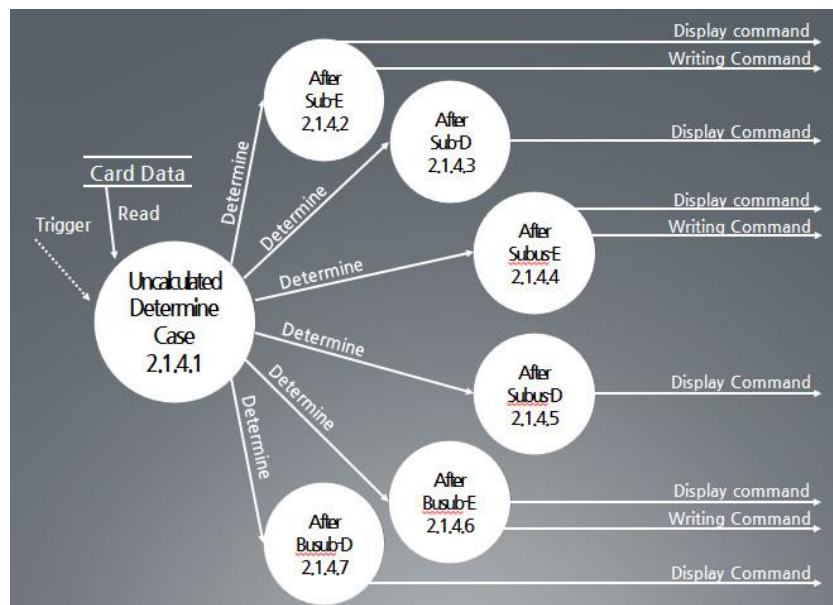 Display command
Writing Command
After
Sub-E
2.1.4.2
After
Sub-D
2.1.4.3
Display Command
Card Data
Read
Trigger
Determine
Determine
Determine
Determine
Determine
Determine
Uncalculated
Determine
Case
2.1.4.1
Display command
Writing Command
After
Subus-E
2.1.4.4
After
Subus-D
2.1.4.5
Display Command
After
Busub-E
2.1.4.6
Display command
Writing Command
After
Busub-D
2.1.4.7
Display Command